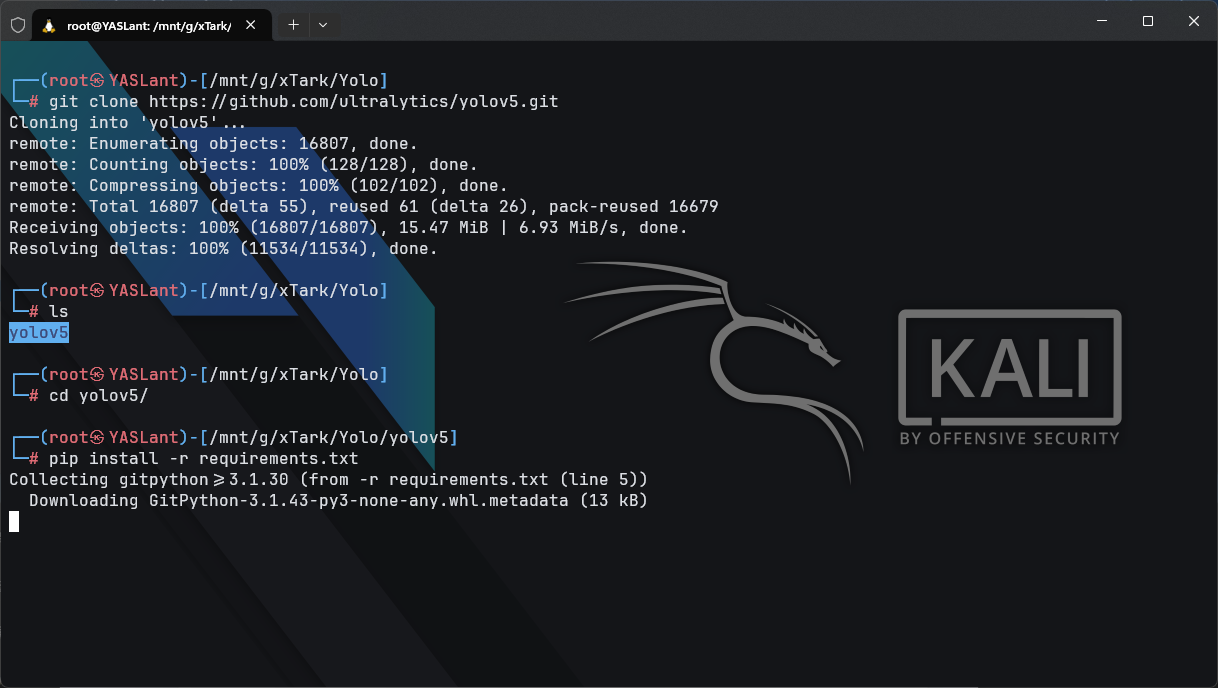 root@YASLant: /mnt/g/xTark/
┌──(root㉿YASLant)-[/mnt/g/xTark/Yolo]
└─# git clone https://github.com/ultralytics/yolov5.git
Cloning into 'yolov5'...
remote: Enumerating objects: 16807, done.
remote: Counting objects: 100% (128/128), done.
remote: Compressing objects: 100% (102/102), done.
remote: Total 16807 (delta 55), reused 61 (delta 26), pack-reused 16679
Receiving objects: 100% (16807/16807), 15.47 MiB | 6.93 MiB/s, done.
Resolving deltas: 100% (11534/11534), done.
┌──(root㉿YASLant)-[/mnt/g/xTark/Yolo]
└─# ls
yolov5
┌──(root㉿YASLant)-[/mnt/g/xTark/Yolo]
└─# cd yolov5/
┌──(root㉿YASLant)-[/mnt/g/xTark/Yolo/yolov5]
└─# pip install -r requirements.txt
Collecting gitpython>=3.1.30 (from -r requirements.txt (line 5))
  Downloading GitPython-3.1.43-py3-none-any.whl.metadata (13 kB)
KALI
BY OFFENSIVE SECURITY